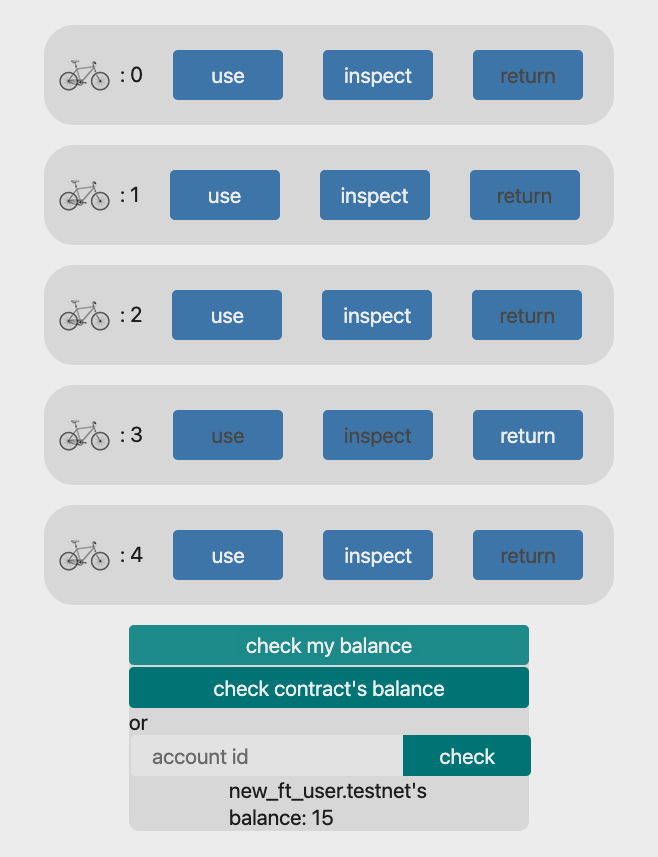 : 0 use inspect return
: 1 use inspect return
: 2 use inspect return
: 3 use inspect return
: 4 use inspect return
check my balance
check contract's balance
or
account id check
new_ft_user.testnet's
balance: 15